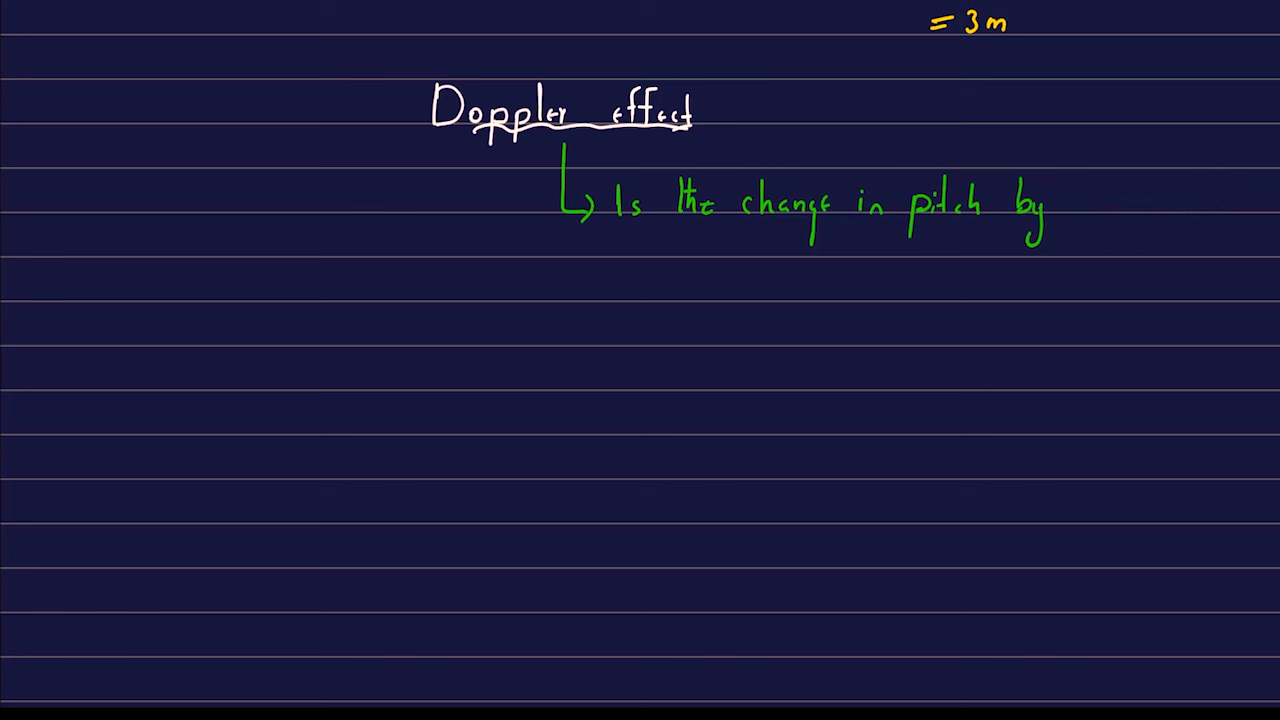 = 3 m
Doppler effect
Is the change in pitch by